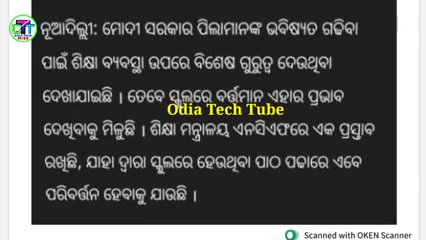 ନୂଆଦିଲ୍ଲୀ: ମୋଦୀ ସରକାର ପିଲାମାନଙ୍କ ଭବିଷ୍ୟତ ଗଢିବା
ପାଇଁ ଶିକ୍ଷା ବ୍ୟବସ୍ଥା ଉପରେ ବିଶେଷ ଗୁରୁତ୍ୱ ଦେଉଥିବା
ଦେଖାଯାଇଛି । ତେବେ ସ୍କୁଲରେ ବର୍ତ୍ତମାନ ଏହାର ପ୍ରଭାବ
Odia Tech Tube
ଦେଖିବାକୁ ମିଳୁଛି । ଶିକ୍ଷା ମନ୍ତ୍ରାଳୟ ଏନସିଏଫରେ ଏକ ପ୍ରସ୍ତାବ
ରଖିଛି, ଯାହା ଦ୍ୱାରା ସ୍କୁଲରେ ହେଉଥିବା ପାଠ ପଢାରେ ଏବେ
ପରିବର୍ତ୍ତନ ହେବାକୁ ଯାଉଛି ।
Scanned with OKEN Scanner